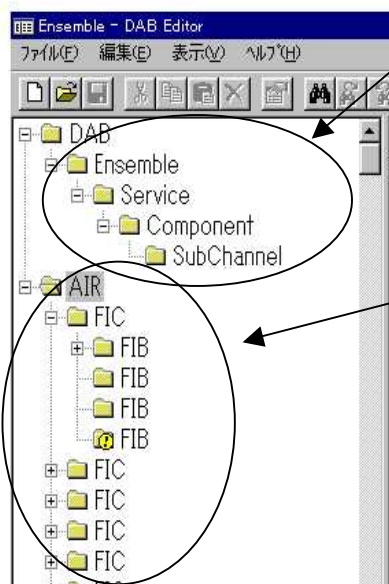 Ensemble - DAB Editor
ファイル(F) 編集(E) 表示(V) ヘルプ(H)
DAB
Ensemble
Service
Component
SubChannel
AIR
FIC
FIB
FIB
FIB
FIB
FIC
FIC
FIC
FIC